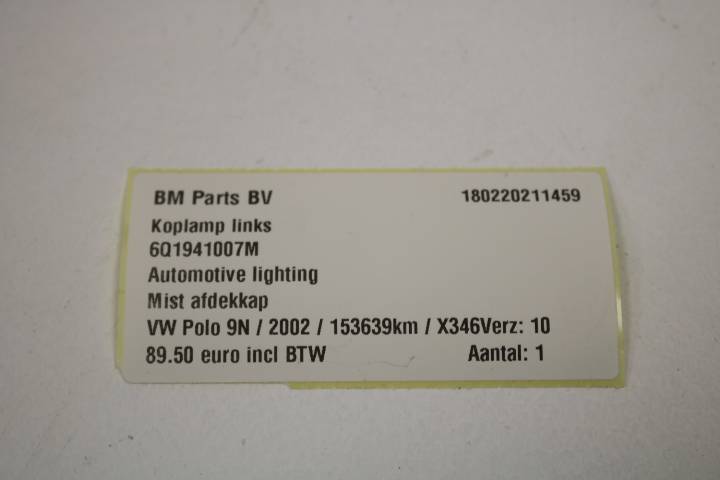 BM Parts BV 180220211459
Koplamp links
6Q1941007M
Automotive lighting
Mist afdekkap
VW Polo 9N / 2002 / 153639km / X346Verz: 10
89.50 euro incl BTW Aantal: 1